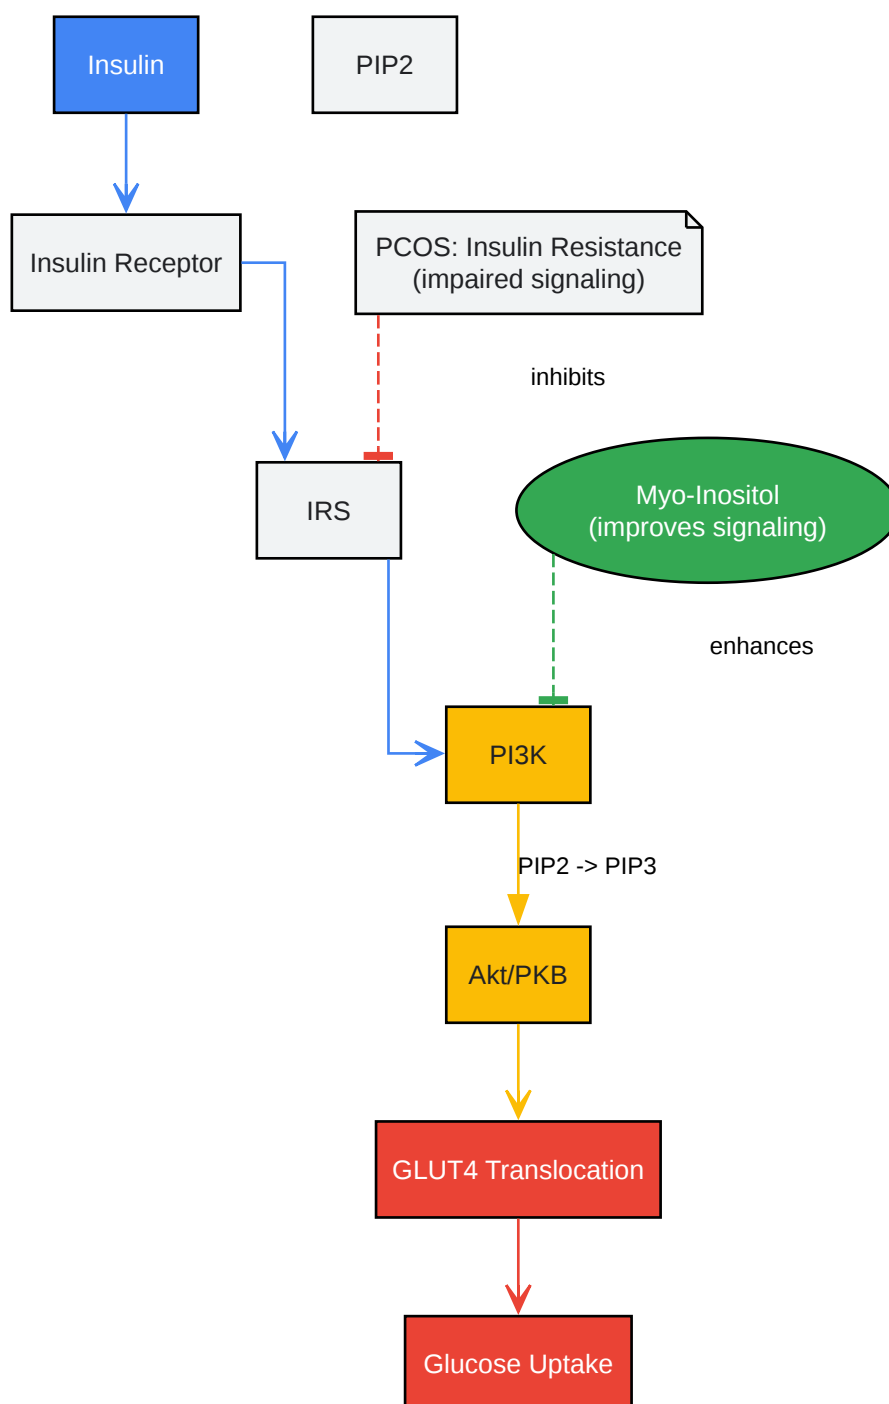 Insulin
PIP2
Insulin Receptor
PCOS: Insulin Resistance
(impaired signaling)
inhibits
IRS
Myo-Inositol
(improves signaling)
enhances
PI3K
PIP2 -> PIP3
Akt/PKB
GLUT4 Translocation
Glucose Uptake